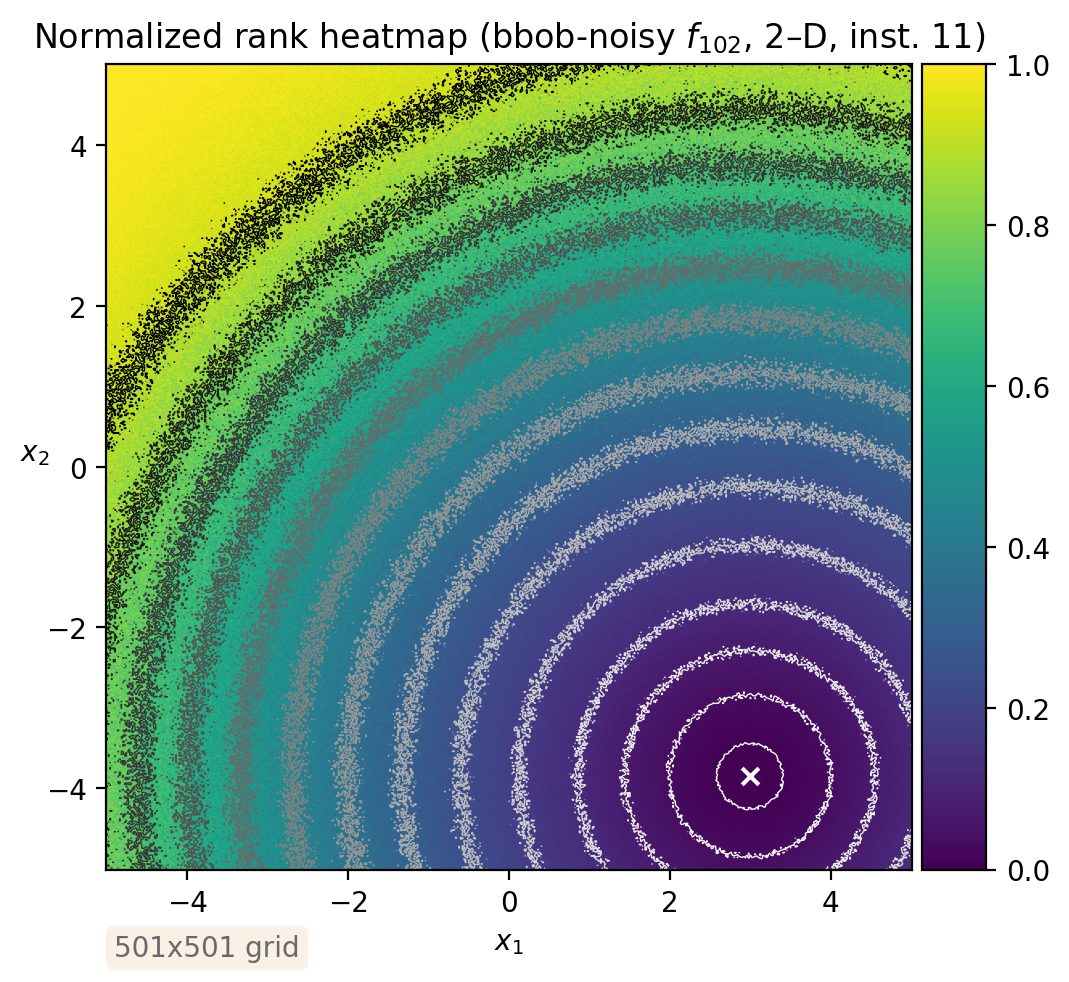 Normalized rank heatmap (bbob-noisy f₁₀₂, 2–D, inst. 11)
1.0
4
0.8
2
0.6
x₂
0
0.4
−2
0.2
−4
0.0
−4 −2 0 2 4
x₁
501x501 grid